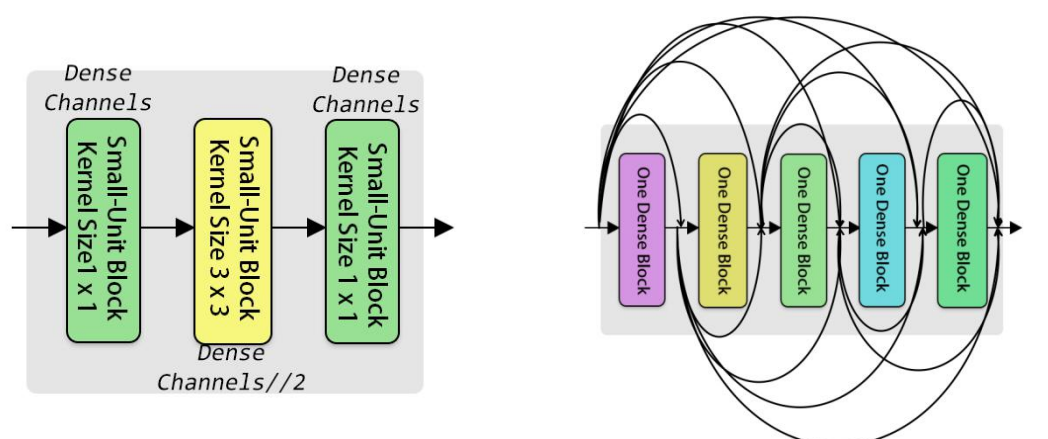 Dense
Channels
Small-Unit Block
Kernel Size1 x 1
Small-Unit Block
Kernel Size 3 x 3
Dense
Channels//2
Dense
Channels
Small-Unit Block
Kernel Size 1 x 1
One Dense Block
One Dense Block
One Dense Block
One Dense Block
One Dense Block